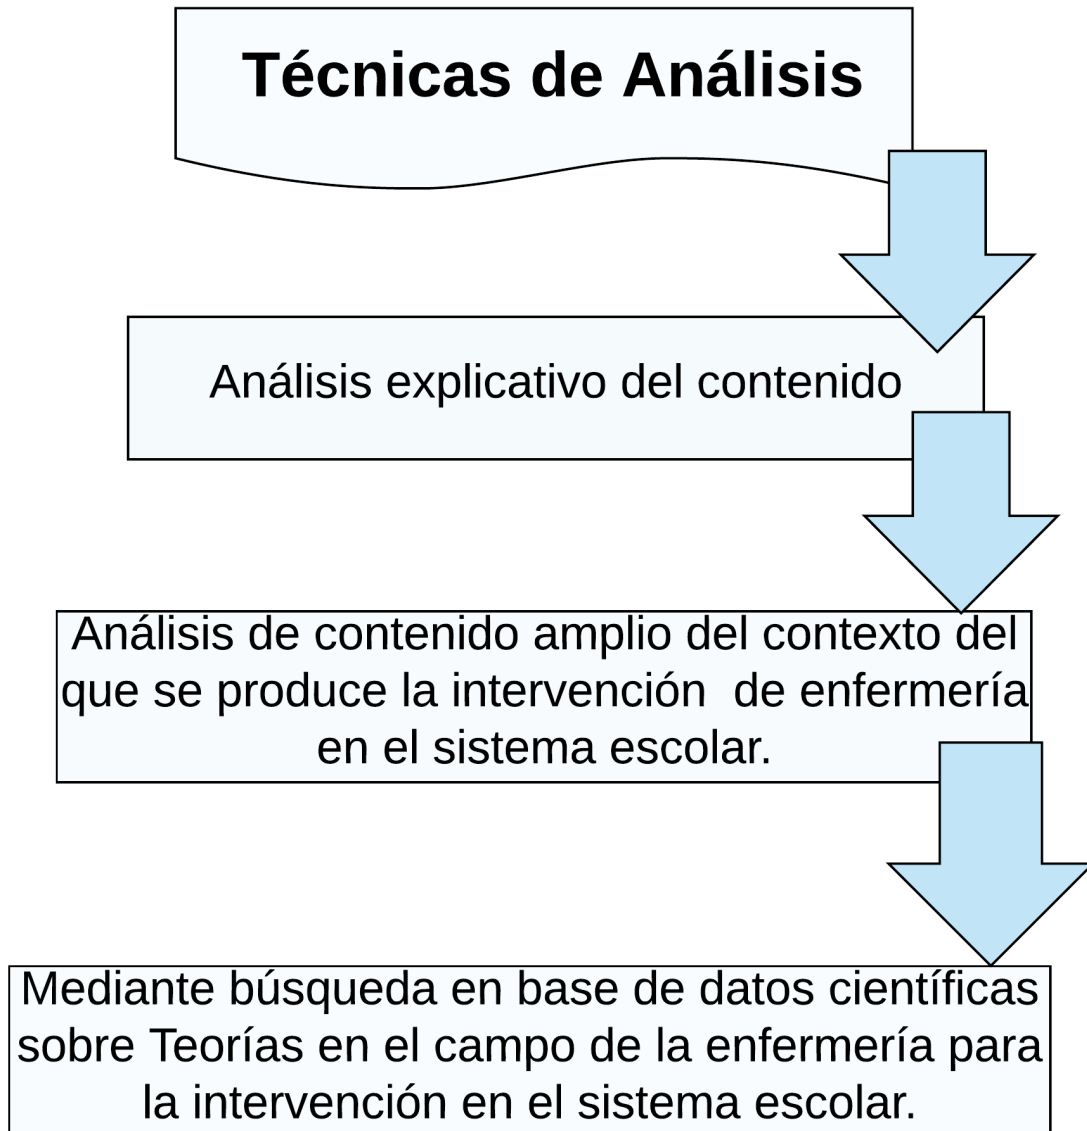 Técnicas de Análisis
Análisis explicativo del contenido
Análisis de contenido amplio del contexto del
que se produce la intervención  de enfermería
en el sistema escolar.
Mediante búsqueda en base de datos científicas
sobre Teorías en el campo de la enfermería para
la intervención en el sistema escolar.